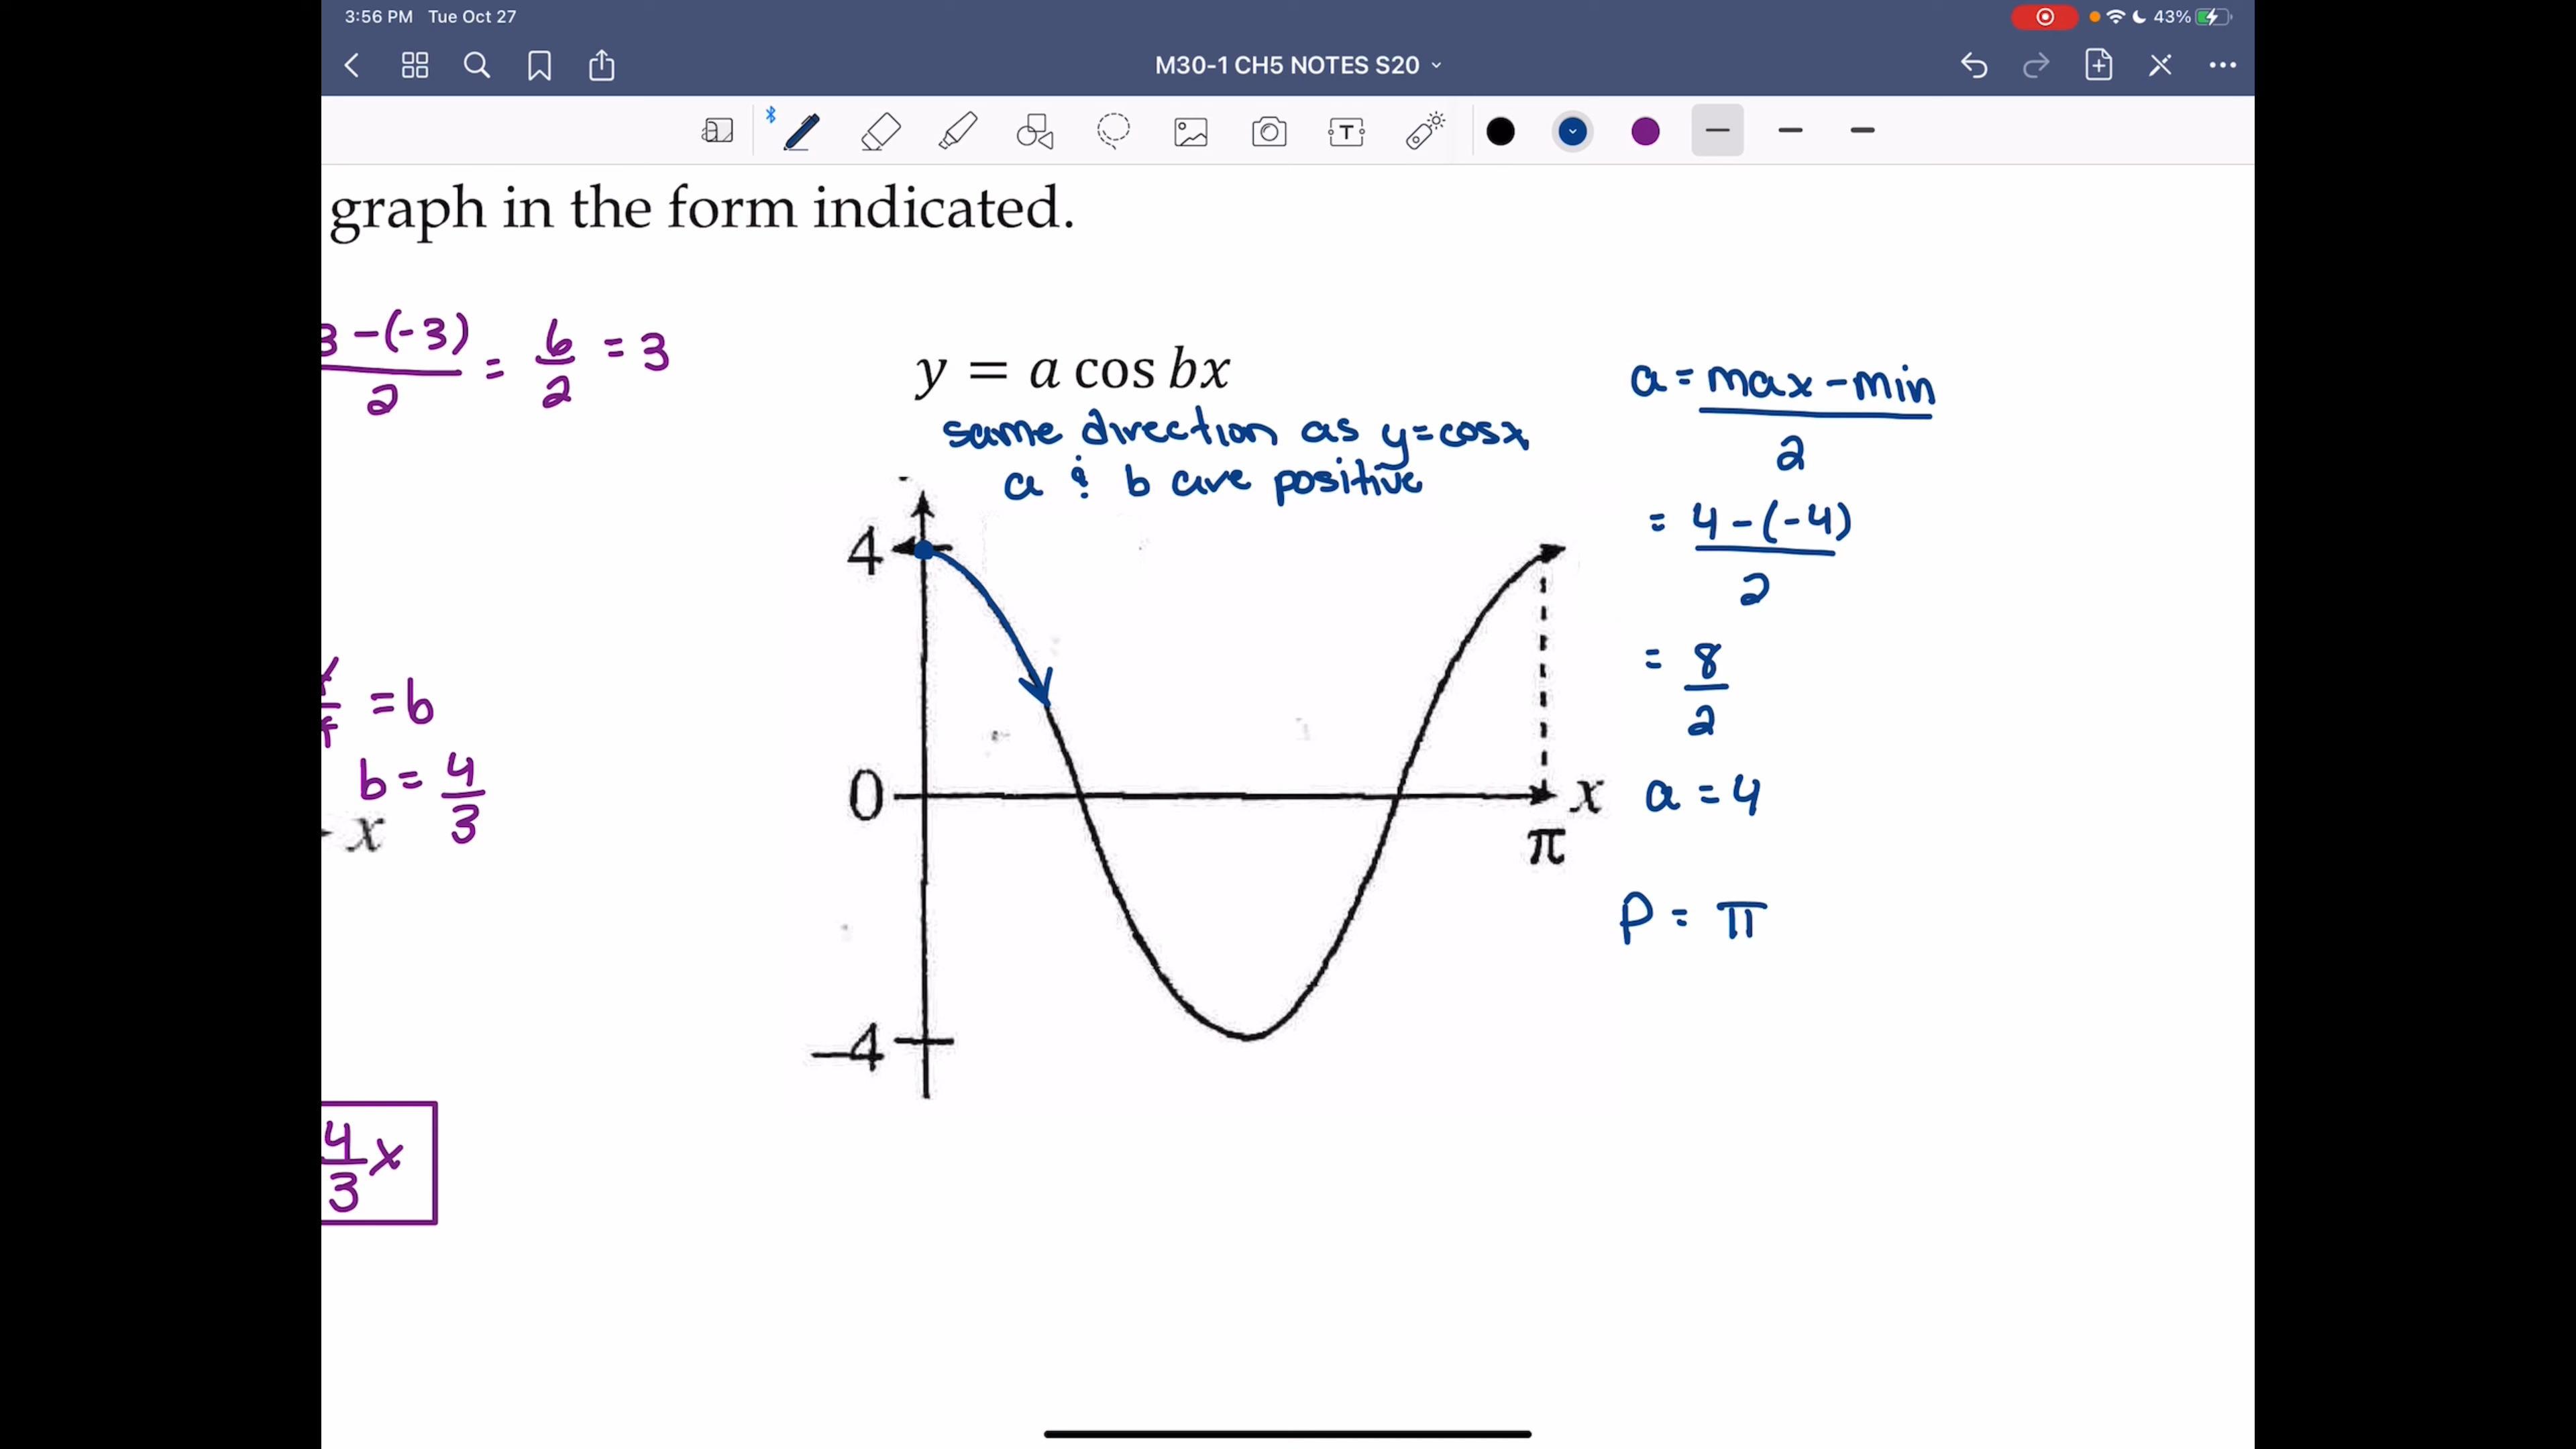 3:56 PM Tue Oct 27
43%
M30-1 CH5 NOTES S20
T
graph in the form indicated.
3-(-3)/2 = 6/2 = 3
= b
b = 4/3
x
4/3 x
y = a cos bx
same direction as y=cosx
a & b are positive
4
0
-4
x
π
a = max - min / 2
= 4-(-4) / 2
= 8/2
a = 4
P = π